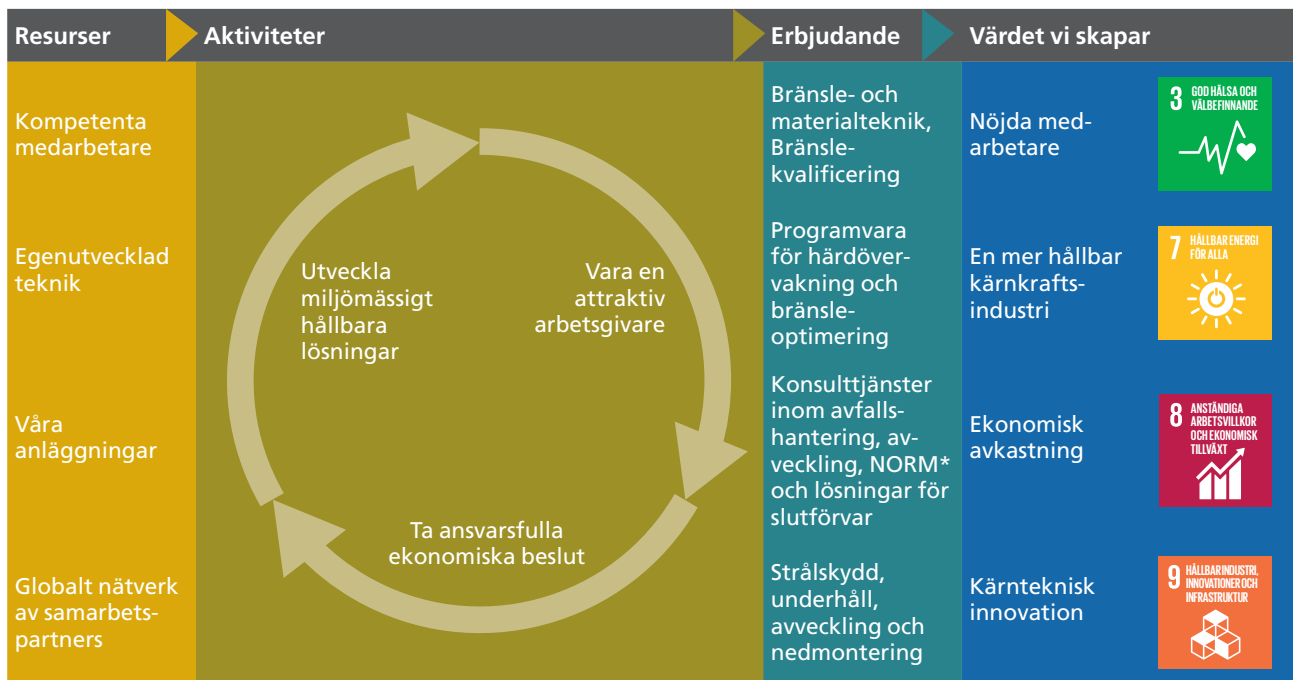 Resurser
Aktiviteter
Erbjudande
Värdet vi skapar
Kompetenta
medarbetare
Egenutvecklad
teknik
Våra
anläggningar
Globalt nätverk
av samarbets-
partners
Utveckla
miljömässigt
hållbara
lösningar
Vara en
attraktiv
arbetsgivare
Ta ansvarsfulla
ekonomiska beslut
Bränsle- och
materialteknik,
Bränsle-
kvalificering
Programvara
för härdöver-
vakning och
bränsle-
optimering
Konsulttjänster
inom avfalls-
hantering, av-
veckling, NORM*
och lösningar för
slutförvar
Strålskydd,
underhåll,
avveckling och
nedmontering
Nöjda med-
arbetare
En mer hållbar
kärnkrafts-
industri
Ekonomisk
avkastning
Kärnteknisk
innovation
3 GOD HÄLSA OCH
VÄLBEFINNANDE
7 HÅLLBAR ENERGI
FÖR ALLA
8 ANSTÄNDIGA
ARBETSVILLKOR
OCH EKONOMISK
TILLVÄXT
9 HÅLLBAR INDUSTRI,
INNOVATIONER OCH
INFRASTRUKTUR